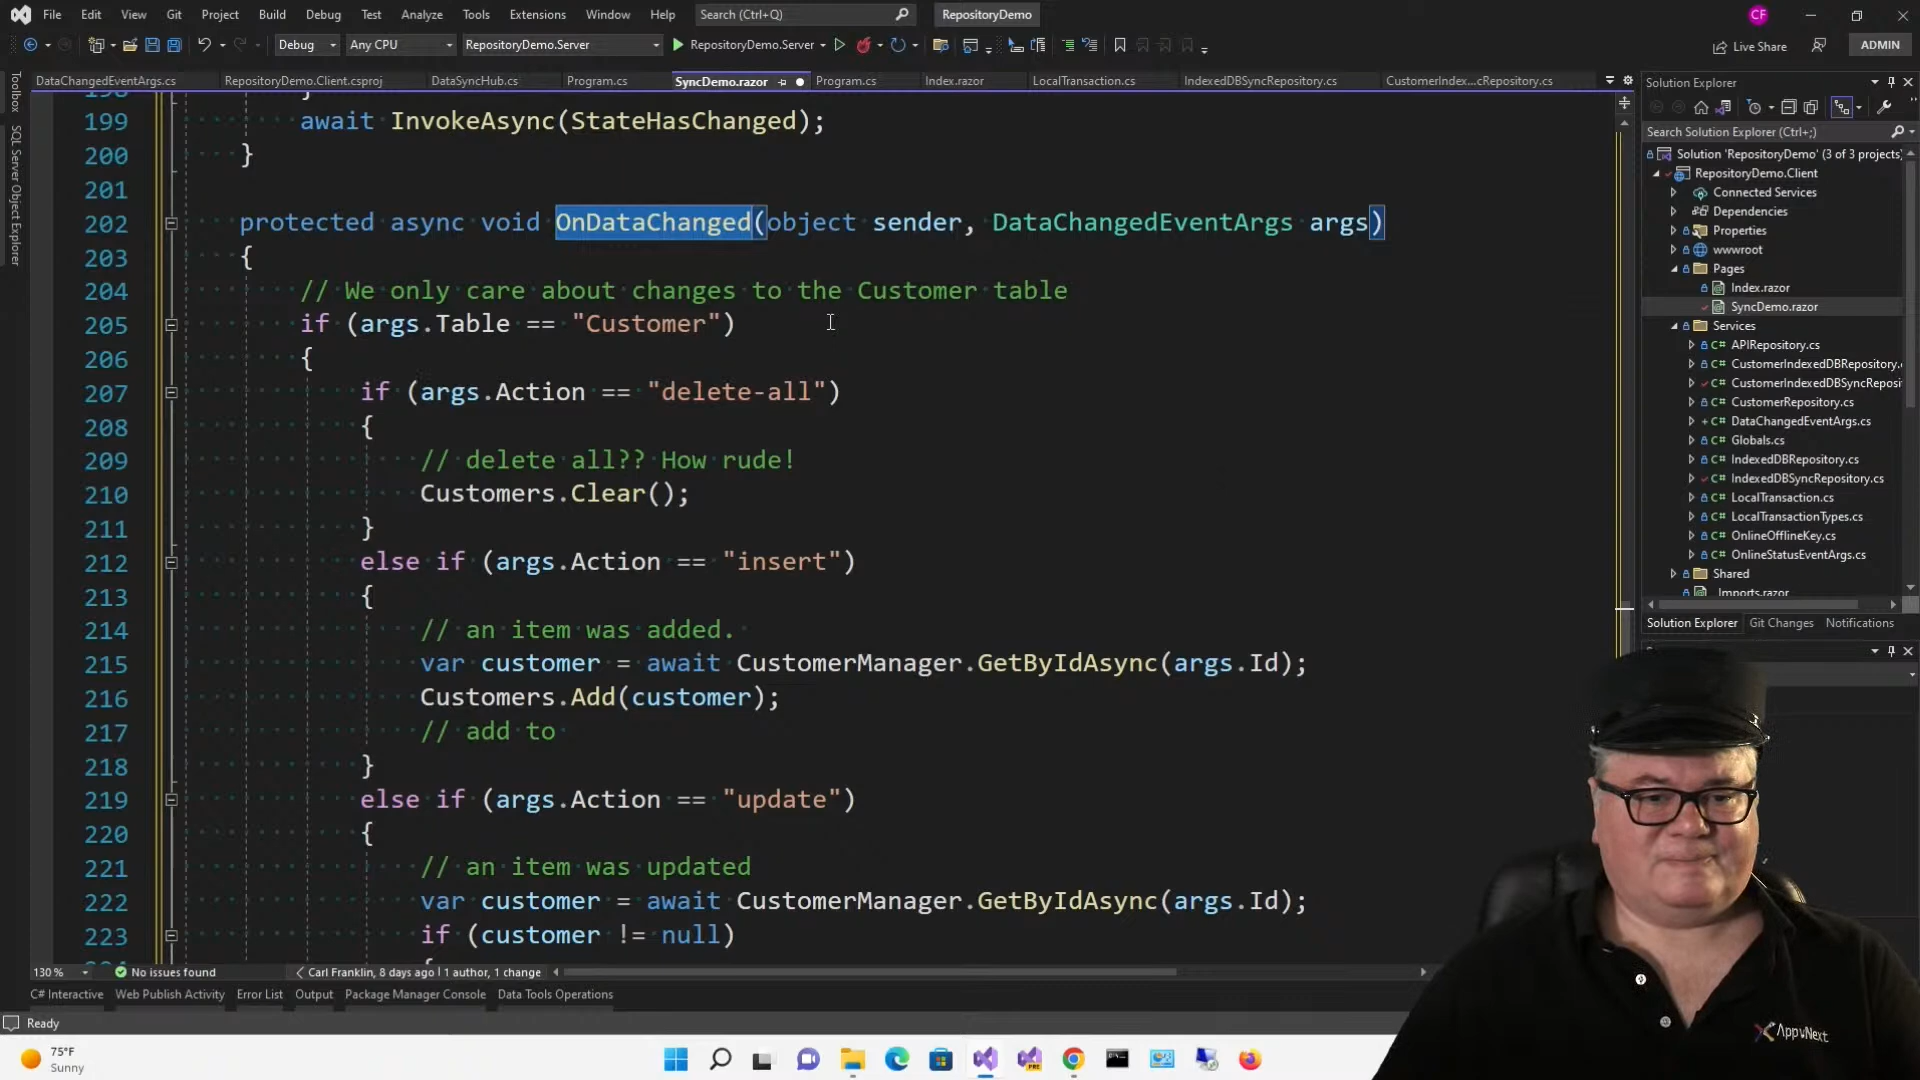 File Edit View Git Project Build Debug Test Analyze Tools Extensions Window Help Search (Ctrl+Q) RepositoryDemo CF
Debug Any CPU RepositoryDemo.Server RepositoryDemo.Server Live Share ADMIN
DataChangedEventArgs.cs RepositoryDemo.Client.csproj DataSyncHub.cs Program.cs SyncDemo.razor Program.cs Index.razor LocalTransaction.cs IndexedDBSyncRepository.cs CustomerIndex...cRepository.cs
Toolbox
SQL Server Object Explorer
198 }
199 await InvokeAsync(StateHasChanged);
200 }
201
202 protected async void OnDataChanged(object sender, DataChangedEventArgs args)
203 {
204 // We only care about changes to the Customer table
205 if (args.Table == "Customer")
206 {
207 if (args.Action == "delete-all")
208 {
209 // delete all?? How rude!
210 Customers.Clear();
211 }
212 else if (args.Action == "insert")
213 {
214 // an item was added.
215 var customer = await CustomerManager.GetByIdAsync(args.Id);
216 Customers.Add(customer);
217 // add to
218 }
219 else if (args.Action == "update")
220 {
221 // an item was updated
222 var customer = await CustomerManager.GetByIdAsync(args.Id);
223 if (customer != null)
{
130 % No issues found Carl Franklin, 8 days ago | 1 author, 1 change
C# Interactive Web Publish Activity Error List Output Package Manager Console Data Tools Operations
Ready
Solution Explorer
Search Solution Explorer (Ctrl+;)
Solution 'RepositoryDemo' (3 of 3 projects)
RepositoryDemo.Client
Connected Services
Dependencies
Properties
wwwroot
Pages
Index.razor
SyncDemo.razor
Services
C# APIRepository.cs
C# CustomerIndexedDBRepository.
C# CustomerIndexedDBSyncReposi
C# CustomerRepository.cs
C# DataChangedEventArgs.cs
C# Globals.cs
C# IndexedDBRepository.cs
C# IndexedDBSyncRepository.cs
C# LocalTransaction.cs
C# LocalTransactionTypes.cs
C# OnlineOfflineKey.cs
C# OnlineStatusEventArgs.cs
Shared
_Imports.razor
Solution Explorer Git Changes Notifications
AppvNext
75°F
Sunny
PRE